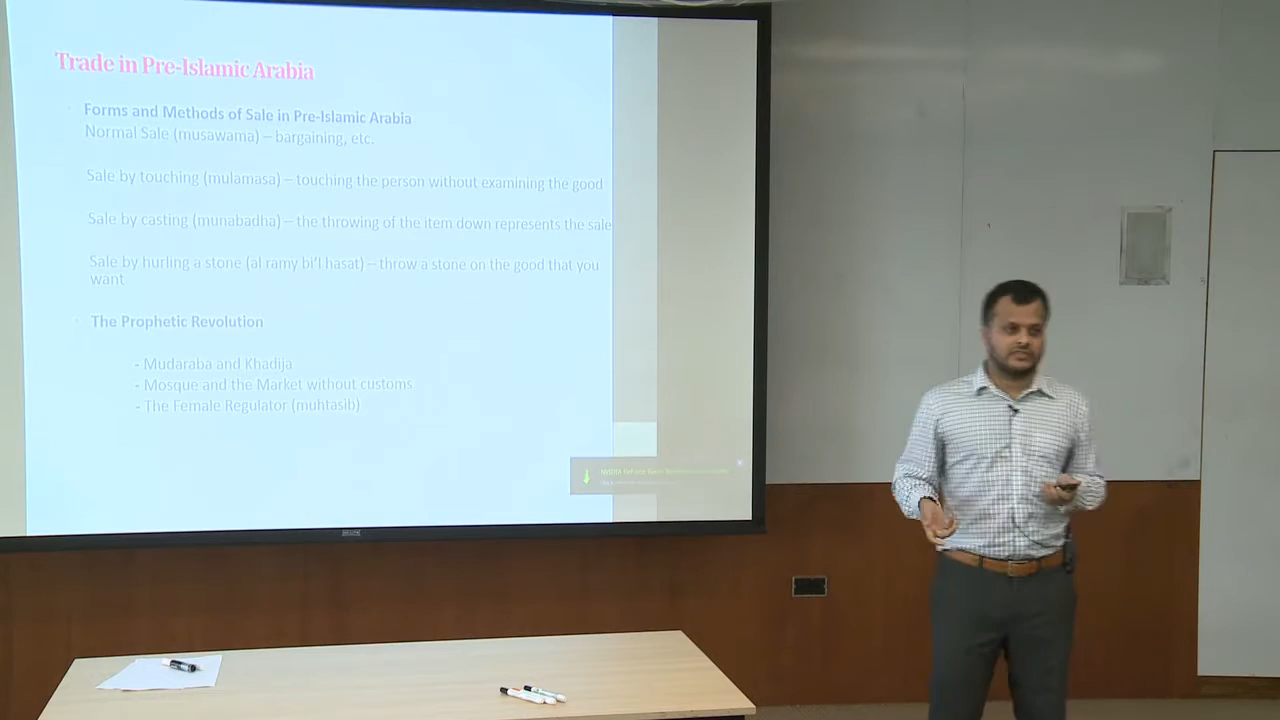 Trade in Pre-Islamic Arabia
Forms and Methods of Sale in Pre-Islamic Arabia
Normal Sale (musawama) – bargaining, etc.
Sale by touching (mulamasa) – touching the person without examining the good
Sale by casting (munabadha) – the throwing of the item down represents the sale
Sale by hurling a stone (al ramy bi'l hasat) – throw a stone on the good that you
want
The Prophetic Revolution
- Mudaraba and Khadija
- Mosque and the Market without customs
- The Female Regulator (muhtasib)
NVIDIA GeForce Game